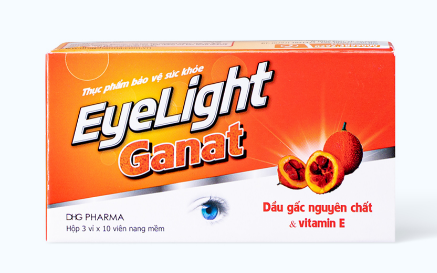 Thực phẩm bảo vệ sức khỏe
EyeLight
Ganat
DHG PHARMA
Hộp 3 vỉ x 10 viên nang mềm
Dầu gấc nguyên chất
& vitamin E